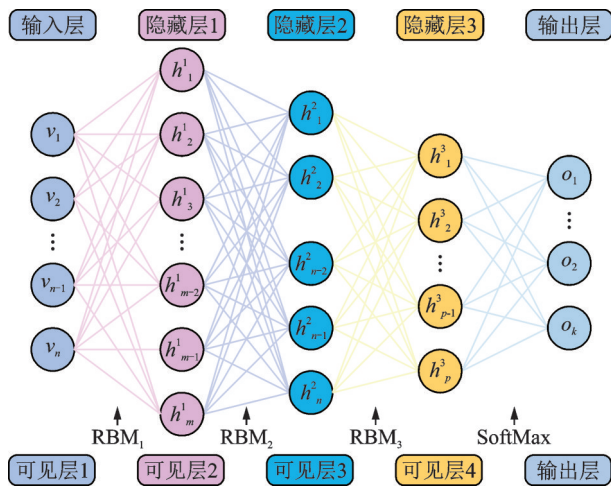 输入层 隐藏层1 隐藏层2 隐藏层3 输出层
v₁
v₂
⋮
vₙ₋₁
vₙ
h¹₁
h¹₂
h¹₃
⋮
h¹ₘ₋₂
h¹ₘ₋₁
h¹ₘ
h²₁
h²₂
h²ₙ₋₂
h²ₙ₋₁
h²ₙ
h³₁
h³₂
⋮
h³ₚ₋₁
h³ₚ
o₁
⋮
o₂
oₖ
RBM₁ RBM₂ RBM₃ SoftMax
可见层1 可见层2 可见层3 可见层4 输出层